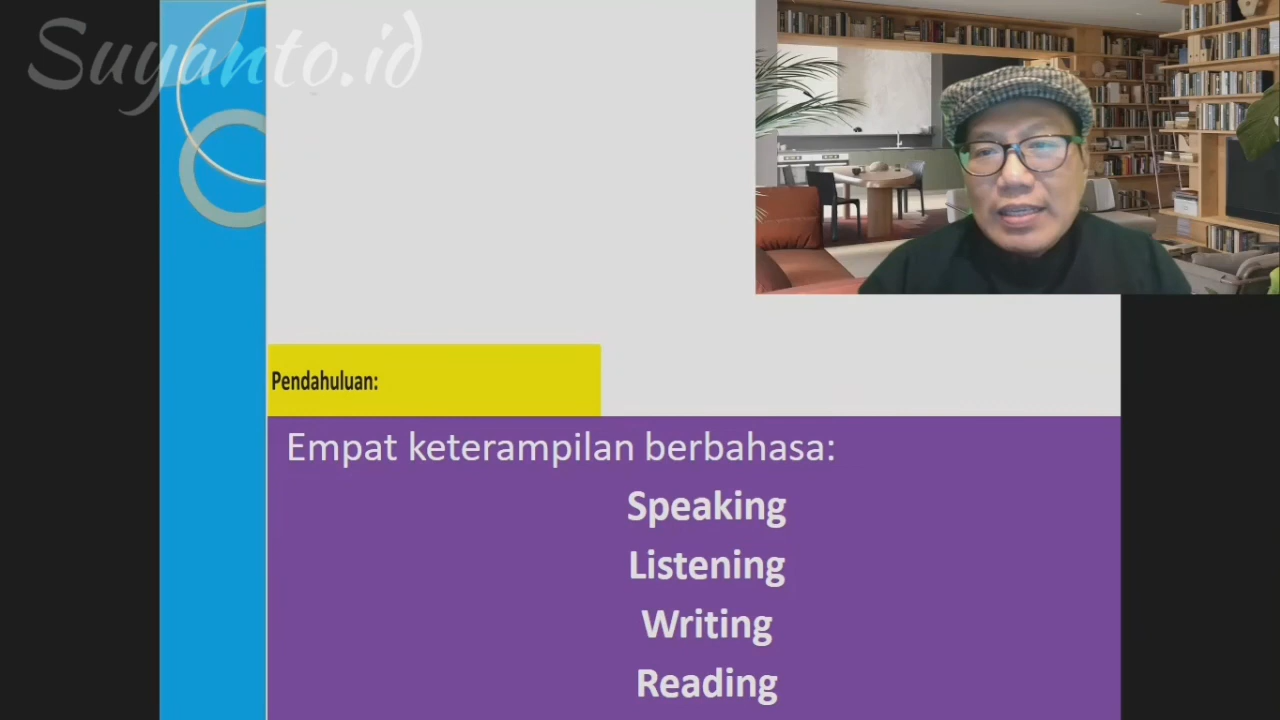 Suyanto.id
Pendahuluan:
Empat keterampilan berbahasa:
Speaking
Listening
Writing
Reading